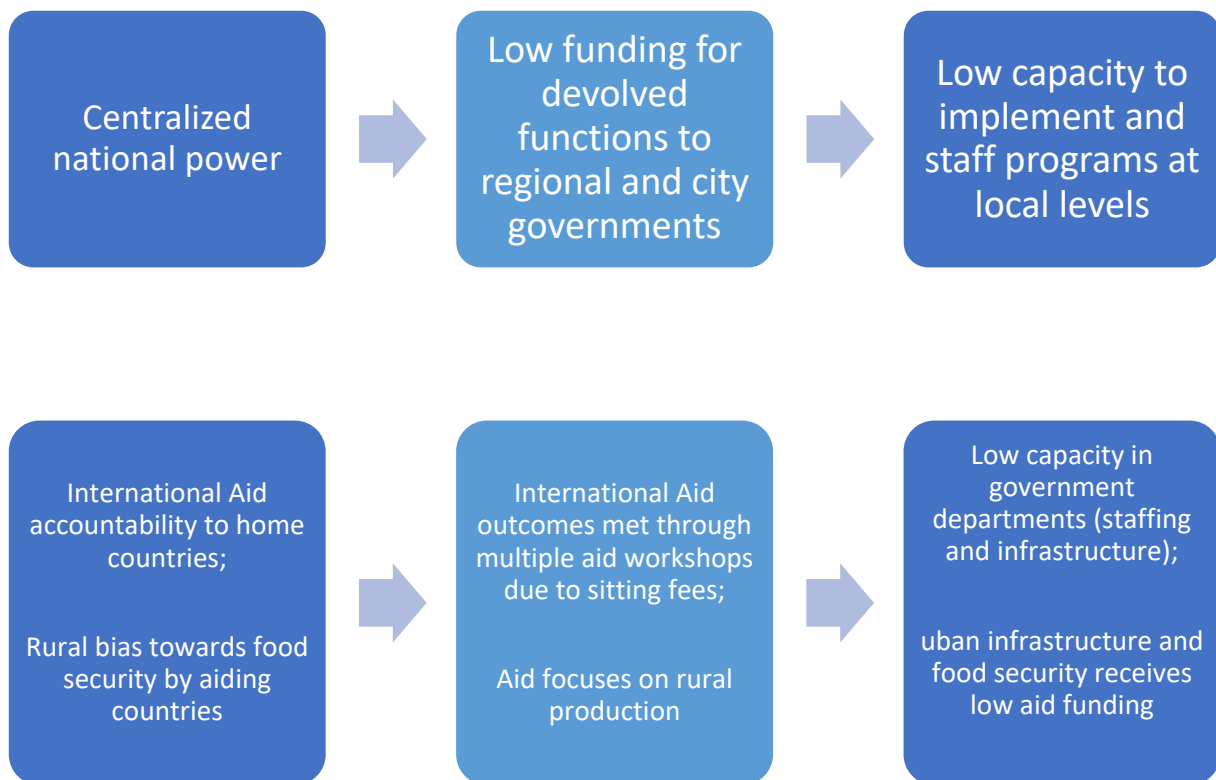 Centralized
national power
Low funding for
devolved
functions to
regional and city
governments
Low capacity to
implement and
staff programs at
local levels
International Aid
accountability to home
countries;
Rural bias towards food
security by aiding
countries
International Aid
outcomes met through
multiple aid workshops
due to sitting fees;
Aid focuses on rural
production
Low capacity in
government
departments (staffing
and infrastructure);
uban infrastructure and
food security receives
low aid funding